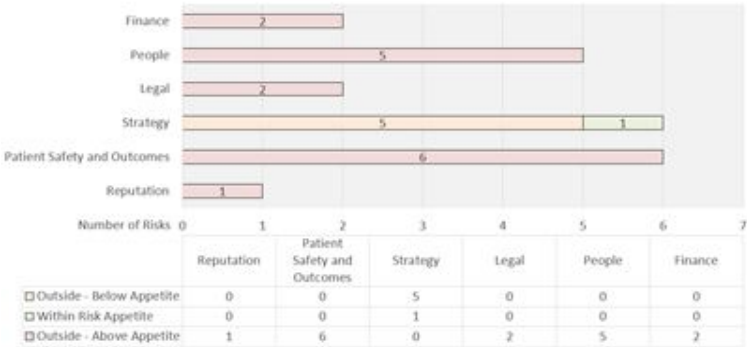 Finance 2
People 5
Legal 2
Strategy 5 1
Patient Safety and Outcomes 6
Reputation 1
Number of Risks 0 1 2 3 4 5 6 7
Reputation Patient Safety and Outcomes Strategy Legal People Finance
Outside - Below Appetite 0 0 5 0 0 0
Within Risk Appetite 0 0 1 0 0 0
Outside - Above Appetite 1 6 0 2 5 2